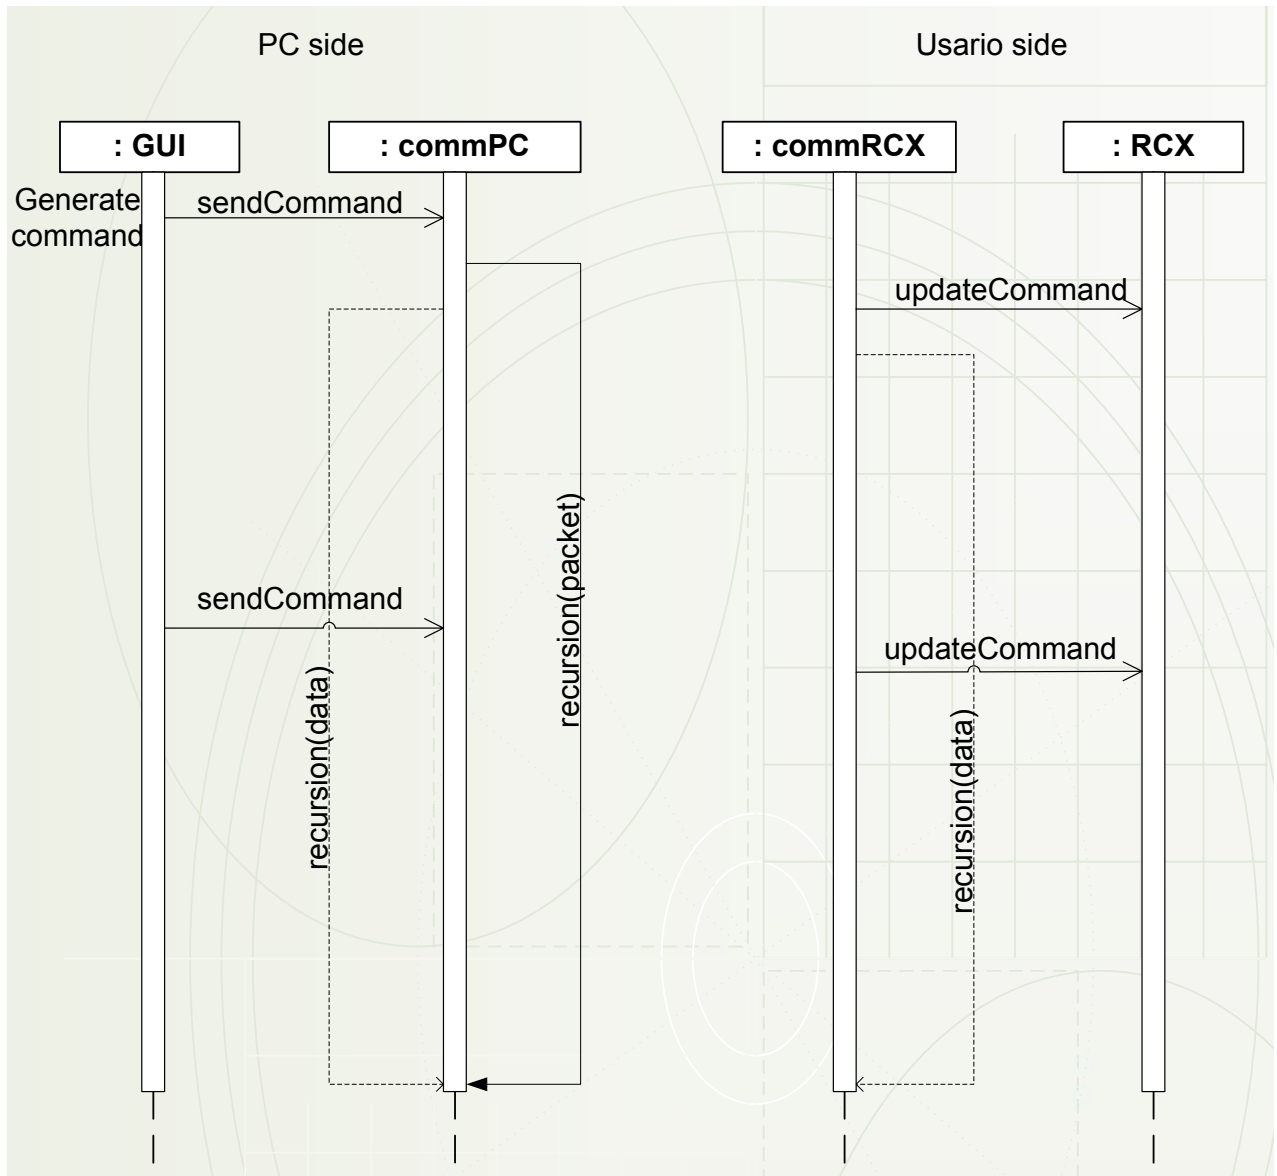 PC side
Usario side
: GUI
: commPC
: commRCX
: RCX
Generate
command
sendCommand
updateCommand
recursion(packet)
sendCommand
updateCommand
recursion(data)
recursion(data)